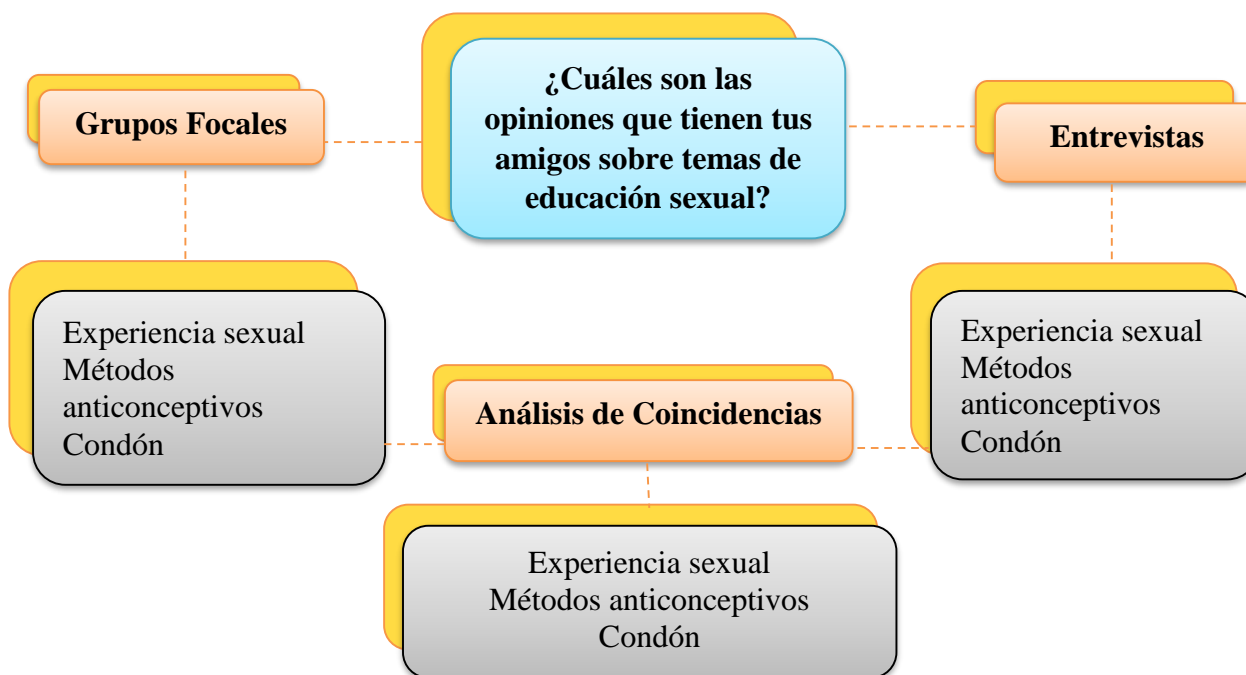 ¿Cuáles son las
opiniones que tienen tus
amigos sobre temas de
educación sexual?
Grupos Focales
Entrevistas
Experiencia sexual
Métodos
anticonceptivos
Condón
Experiencia sexual
Métodos
anticonceptivos
Condón
Análisis de Coincidencias
Experiencia sexual
Métodos anticonceptivos
Condón